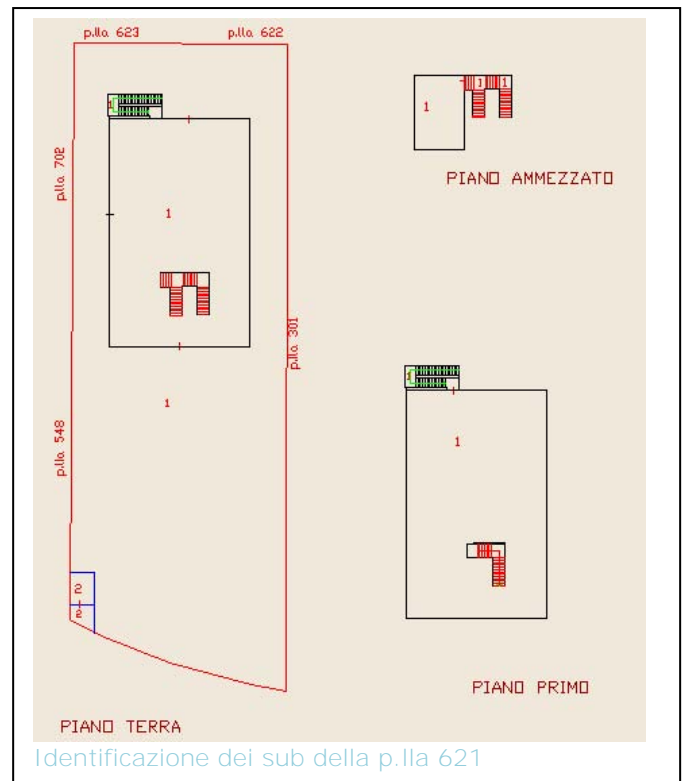 p.lla 623
p.lla 622
p.lla 702
p.lla 548
p.lla 301
1
1
1
2
2
PIANO TERRA
1
1
1
PIANO AMMEZZATO
1
1
PIANO PRIMO
Identificazione dei sub della p.lla 621